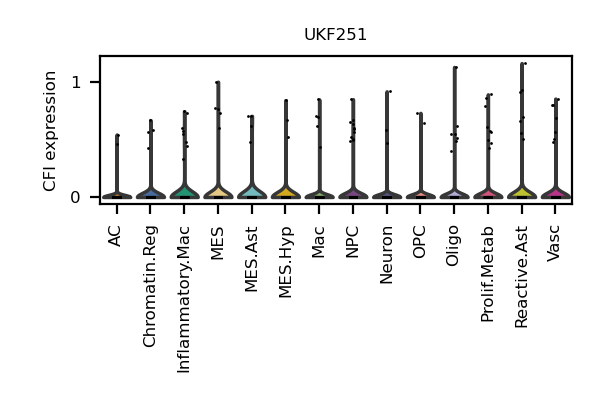 UKF251
CFI expression
1
0
AC
Chromatin.Reg
Inflammatory.Mac
MES
MES.Ast
MES.Hyp
Mac
NPC
Neuron
OPC
Oligo
Prolif.Metab
Reactive.Ast
Vasc